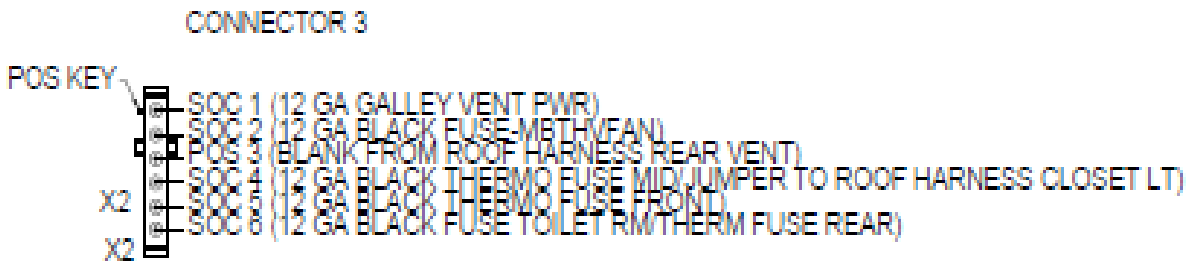 CONNECTOR 3
POS KEY
SOC 1 (12 GA GALLEY VENT PWR)
SOC 2 (12 GA BLACK FUSE-MBTHVFAN)
POS 3 (BLANK FROM ROOF HARNESS REAR VENT)
SOC 4 (12 GA BLACK THERMO FUSE MID/JUMPER TO ROOF HARNESS CLOSET LT)
X2
SOC 5 (12 GA BLACK THERMO FUSE FRONT)
SOC 6 (12 GA BLACK FUSE TOILET RM/THERM FUSE REAR)
X2